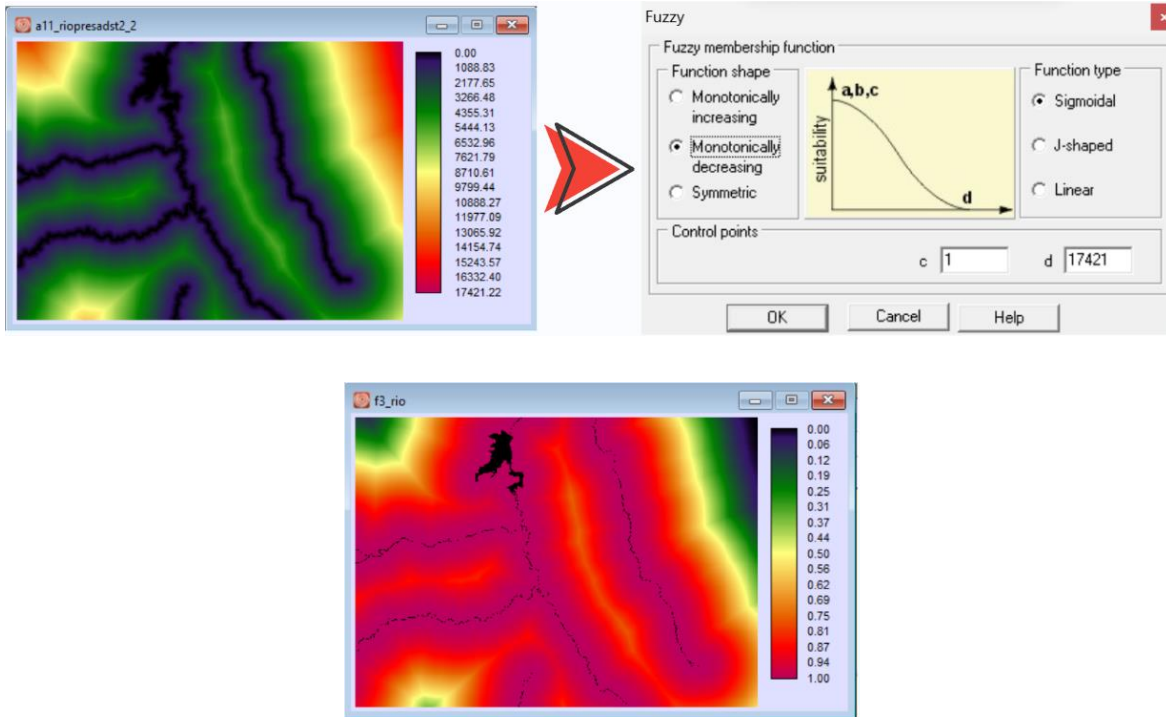 a11_riopresadst2_2
0.00
1088.83
2177.65
3266.48
4355.31
5444.13
6532.96
7621.79
8710.61
9799.44
10888.27
11977.09
13065.92
14154.74
15243.57
16332.40
17421.22
Fuzzy
Fuzzy membership function
Function shape
Monotonically
increasing
Monotonically
decreasing
Symmetric
suitability
a,b,c
d
Function type
Sigmoidal
J-shaped
Linear
Control points
c 1 d 17421
OK Cancel Help
f3_rio
0.00
0.06
0.12
0.19
0.25
0.31
0.37
0.44
0.50
0.56
0.62
0.69
0.75
0.81
0.87
0.94
1.00